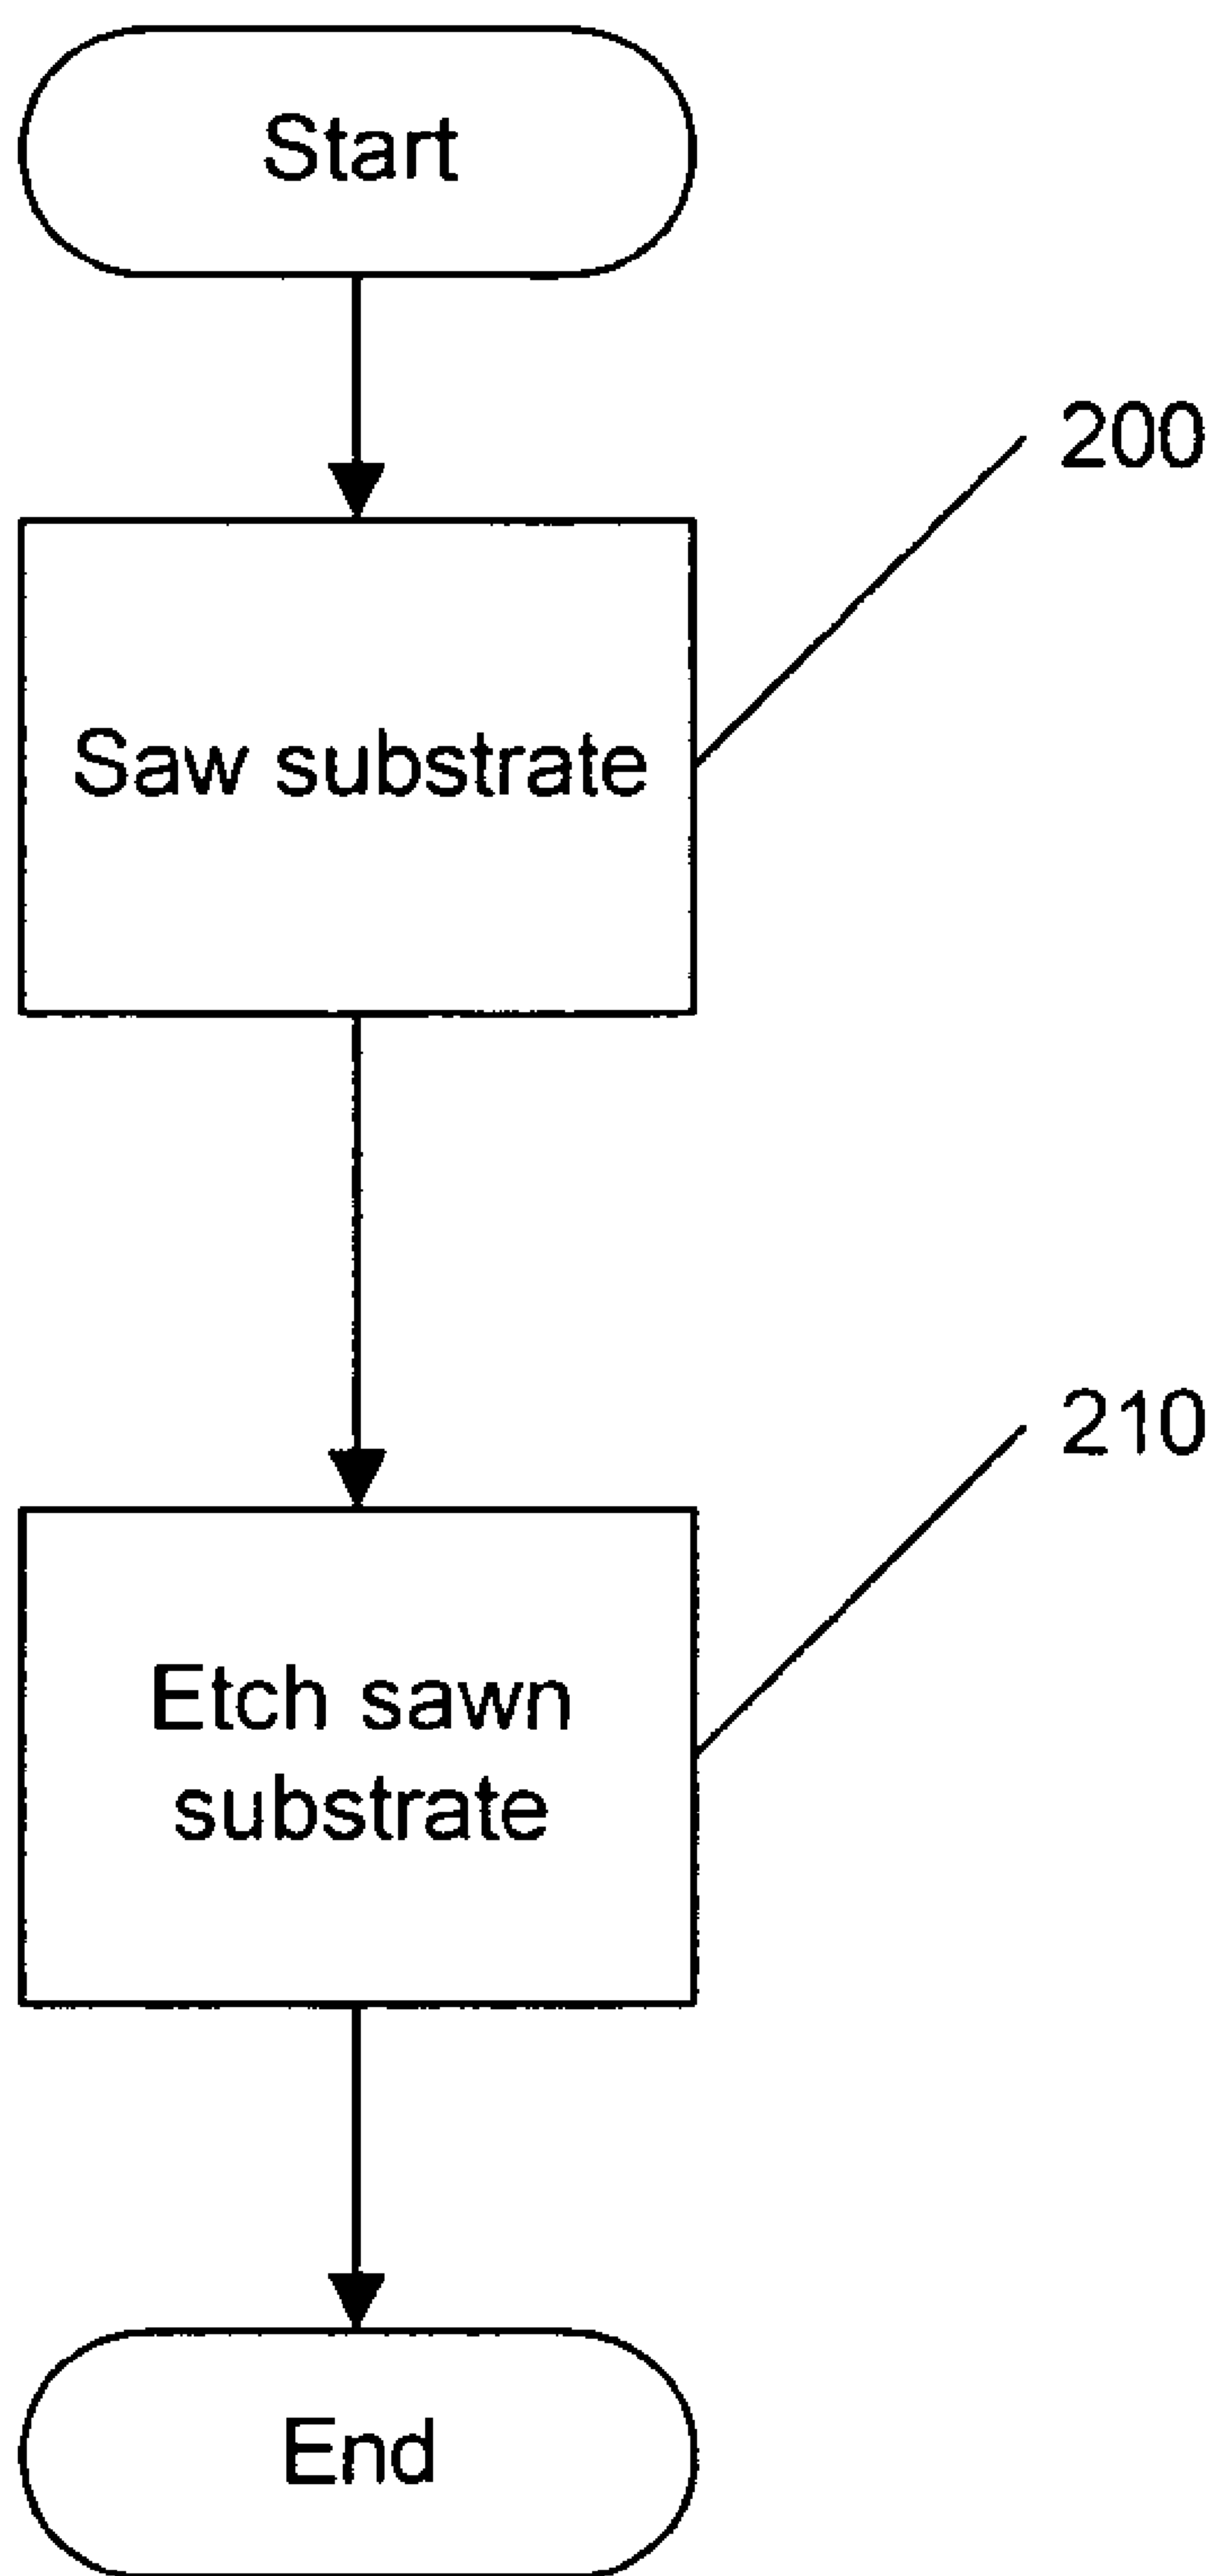 Start
200
Saw substrate
210
Etch sawn
substrate
End